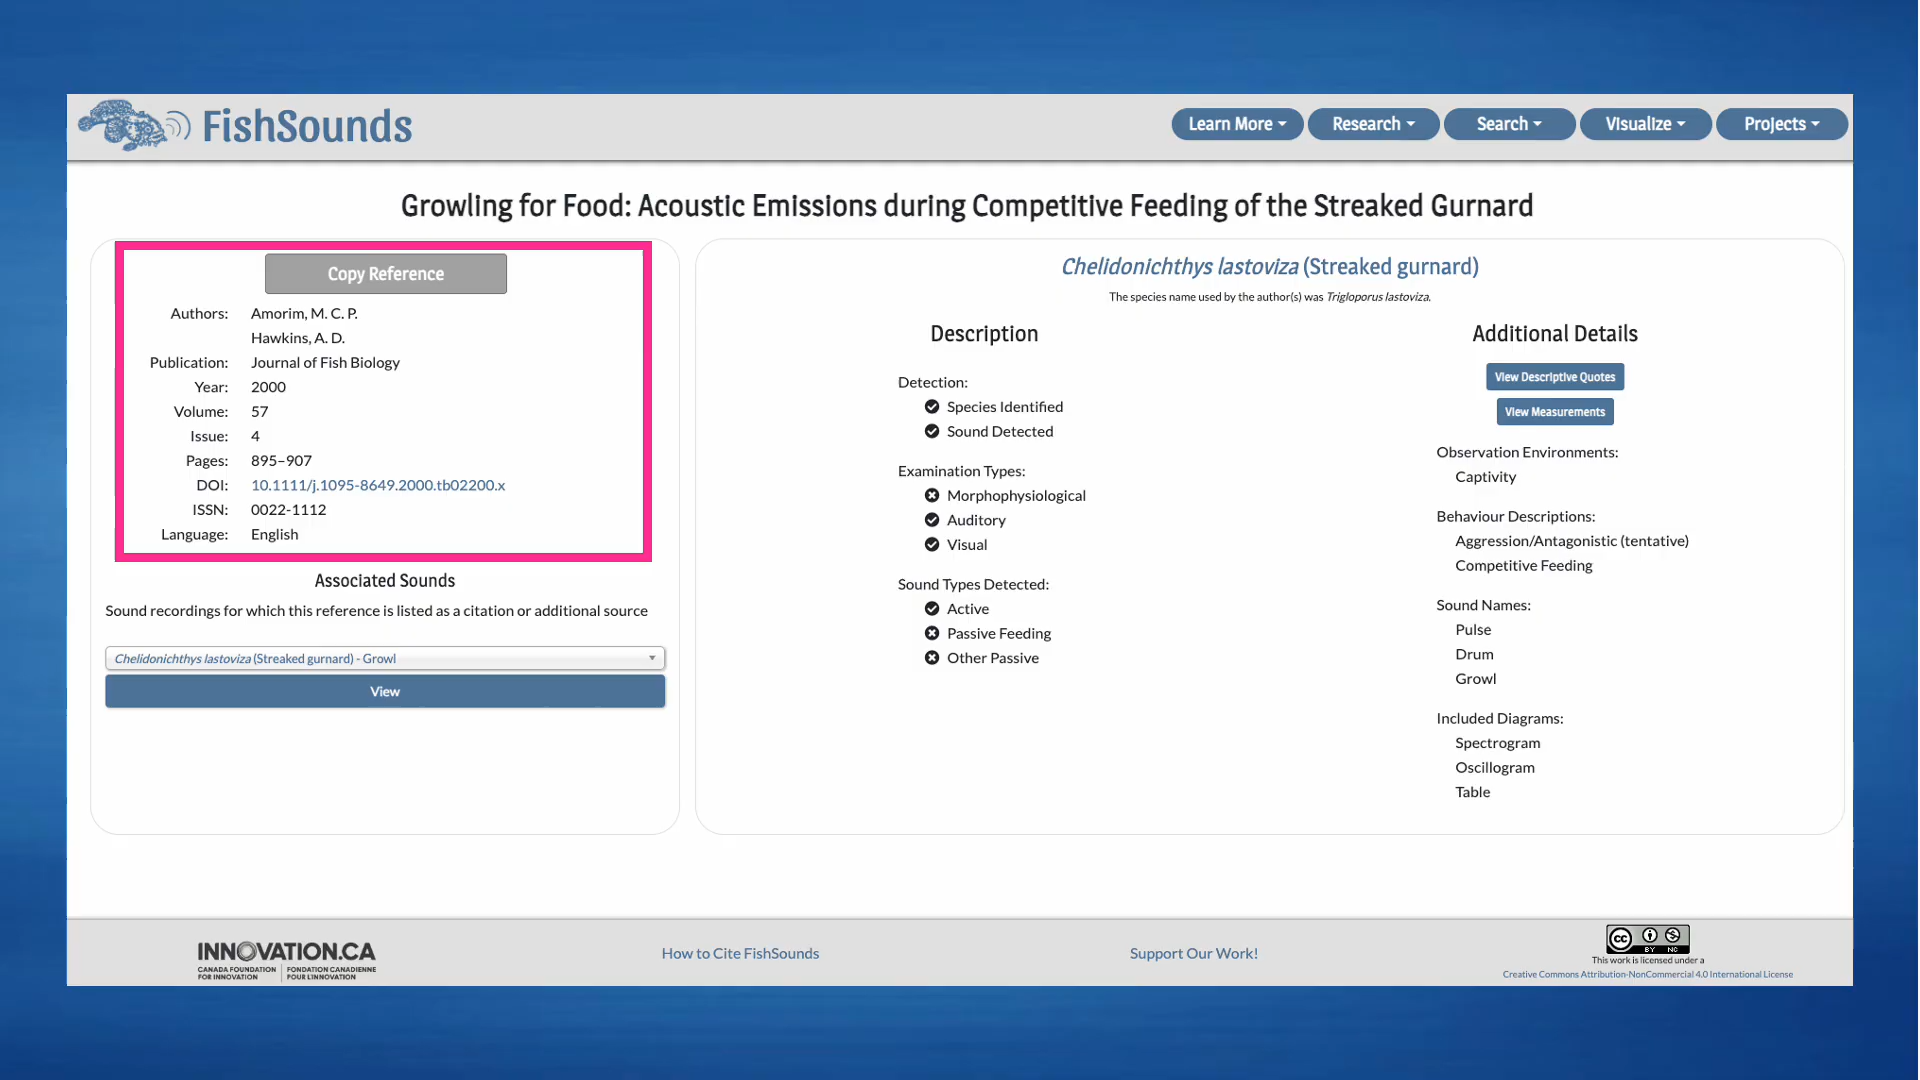 FishSounds
Learn More
Research
Search
Visualize
Projects
Growling for Food: Acoustic Emissions during Competitive Feeding of the Streaked Gurnard
Copy Reference
Authors: Amorim, M. C. P.
Hawkins, A. D.
Publication: Journal of Fish Biology
Year: 2000
Volume: 57
Issue: 4
Pages: 895–907
DOI: 10.1111/j.1095-8649.2000.tb02200.x
ISSN: 0022-1112
Language: English
Associated Sounds
Sound recordings for which this reference is listed as a citation or additional source
Chelidonichthys lastoviza (Streaked gurnard) - Growl
View
Chelidonichthys lastoviza (Streaked gurnard)
The species name used by the author(s) was Trigloporus lastoviza.
Description
Detection:
Species Identified
Sound Detected
Examination Types:
Morphophysiological
Auditory
Visual
Sound Types Detected:
Active
Passive Feeding
Other Passive
Additional Details
View Descriptive Quotes
View Measurements
Observation Environments:
Captivity
Behaviour Descriptions:
Aggression/Antagonistic (tentative)
Competitive Feeding
Sound Names:
Pulse
Drum
Growl
Included Diagrams:
Spectrogram
Oscillogram
Table
INNOVATION.CA
CANADA FOUNDATION FOR INNOVATION
FONDATION CANADIENNE POUR L'INNOVATION
How to Cite FishSounds
Support Our Work!
CC BY NC
This work is licensed under a
Creative Commons Attribution-NonCommercial 4.0 International License